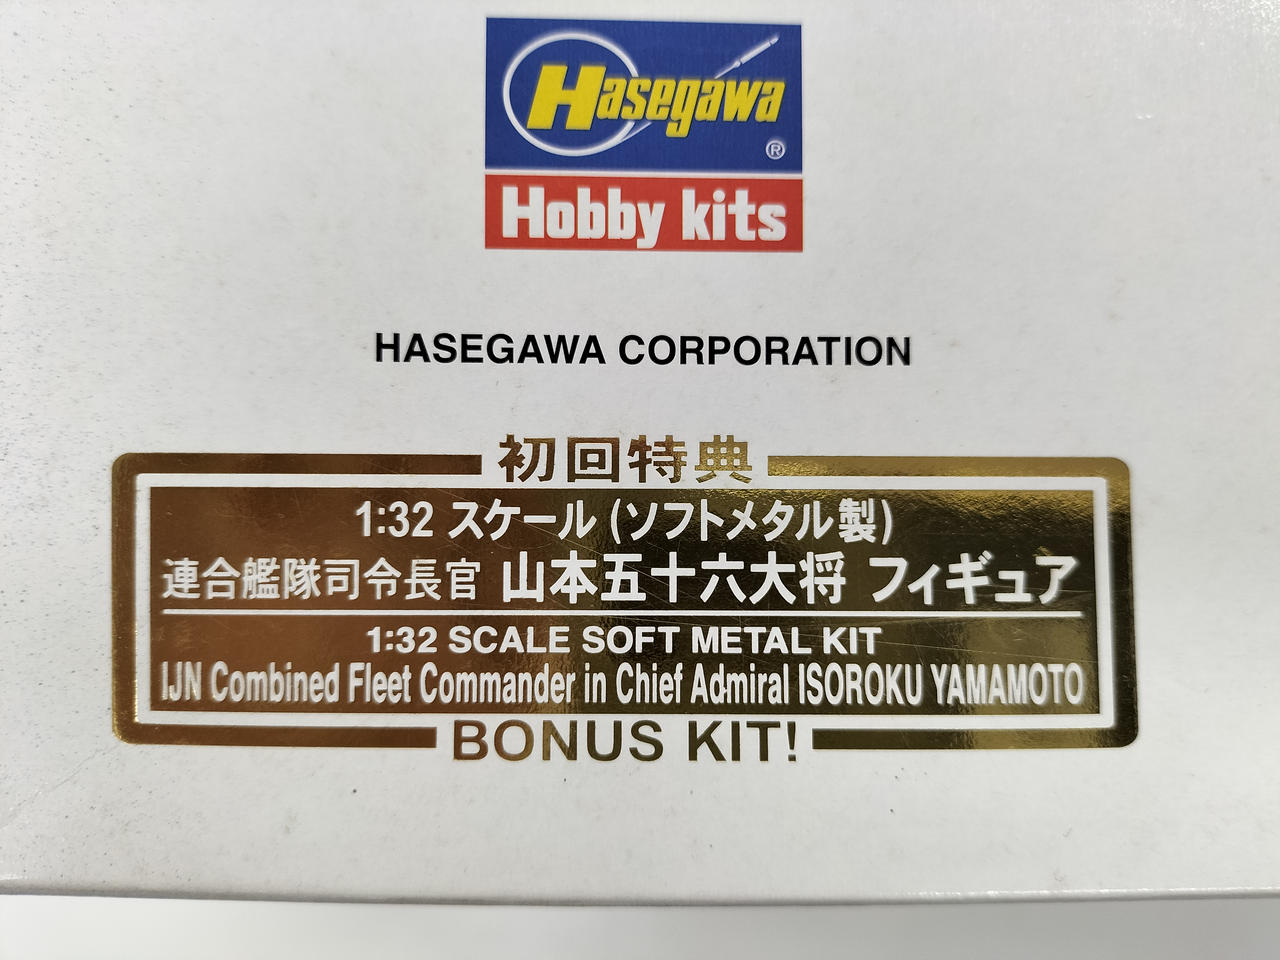 Hasegawa®
Hobby kits
HASEGAWA CORPORATION
初回特典
1:32 スケール (ソフトメタル製)
連合艦隊司令長官 山本五十六大将 フィギュア
1:32 SCALE SOFT METAL KIT
IJN Combined Fleet Commander in Chief Admiral ISOROKU YAMAMOTO
BONUS KIT!